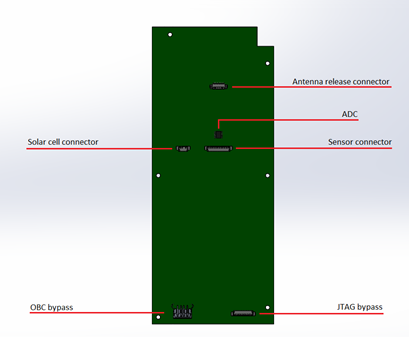 Antenna release connector
ADC
Solar cell connector
Sensor connector
OBC bypass
JTAG bypass